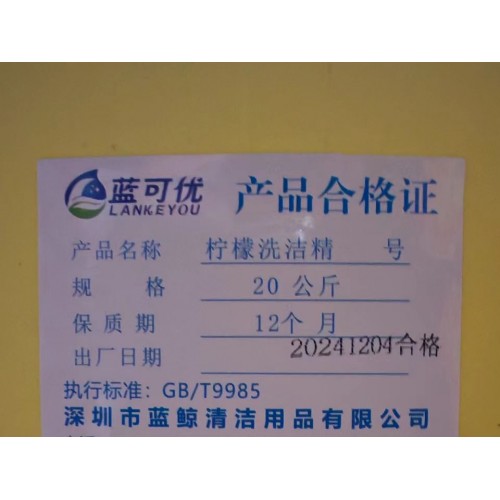 蓝可优 产品合格证
LANKEYOU
产品名称 柠檬洗洁精 号
规 格 20 公斤
保 质 期 12个 月
出厂日期 20241204合格
执行标准：GB/T9985
深圳市蓝鲸清洁用品有限公司